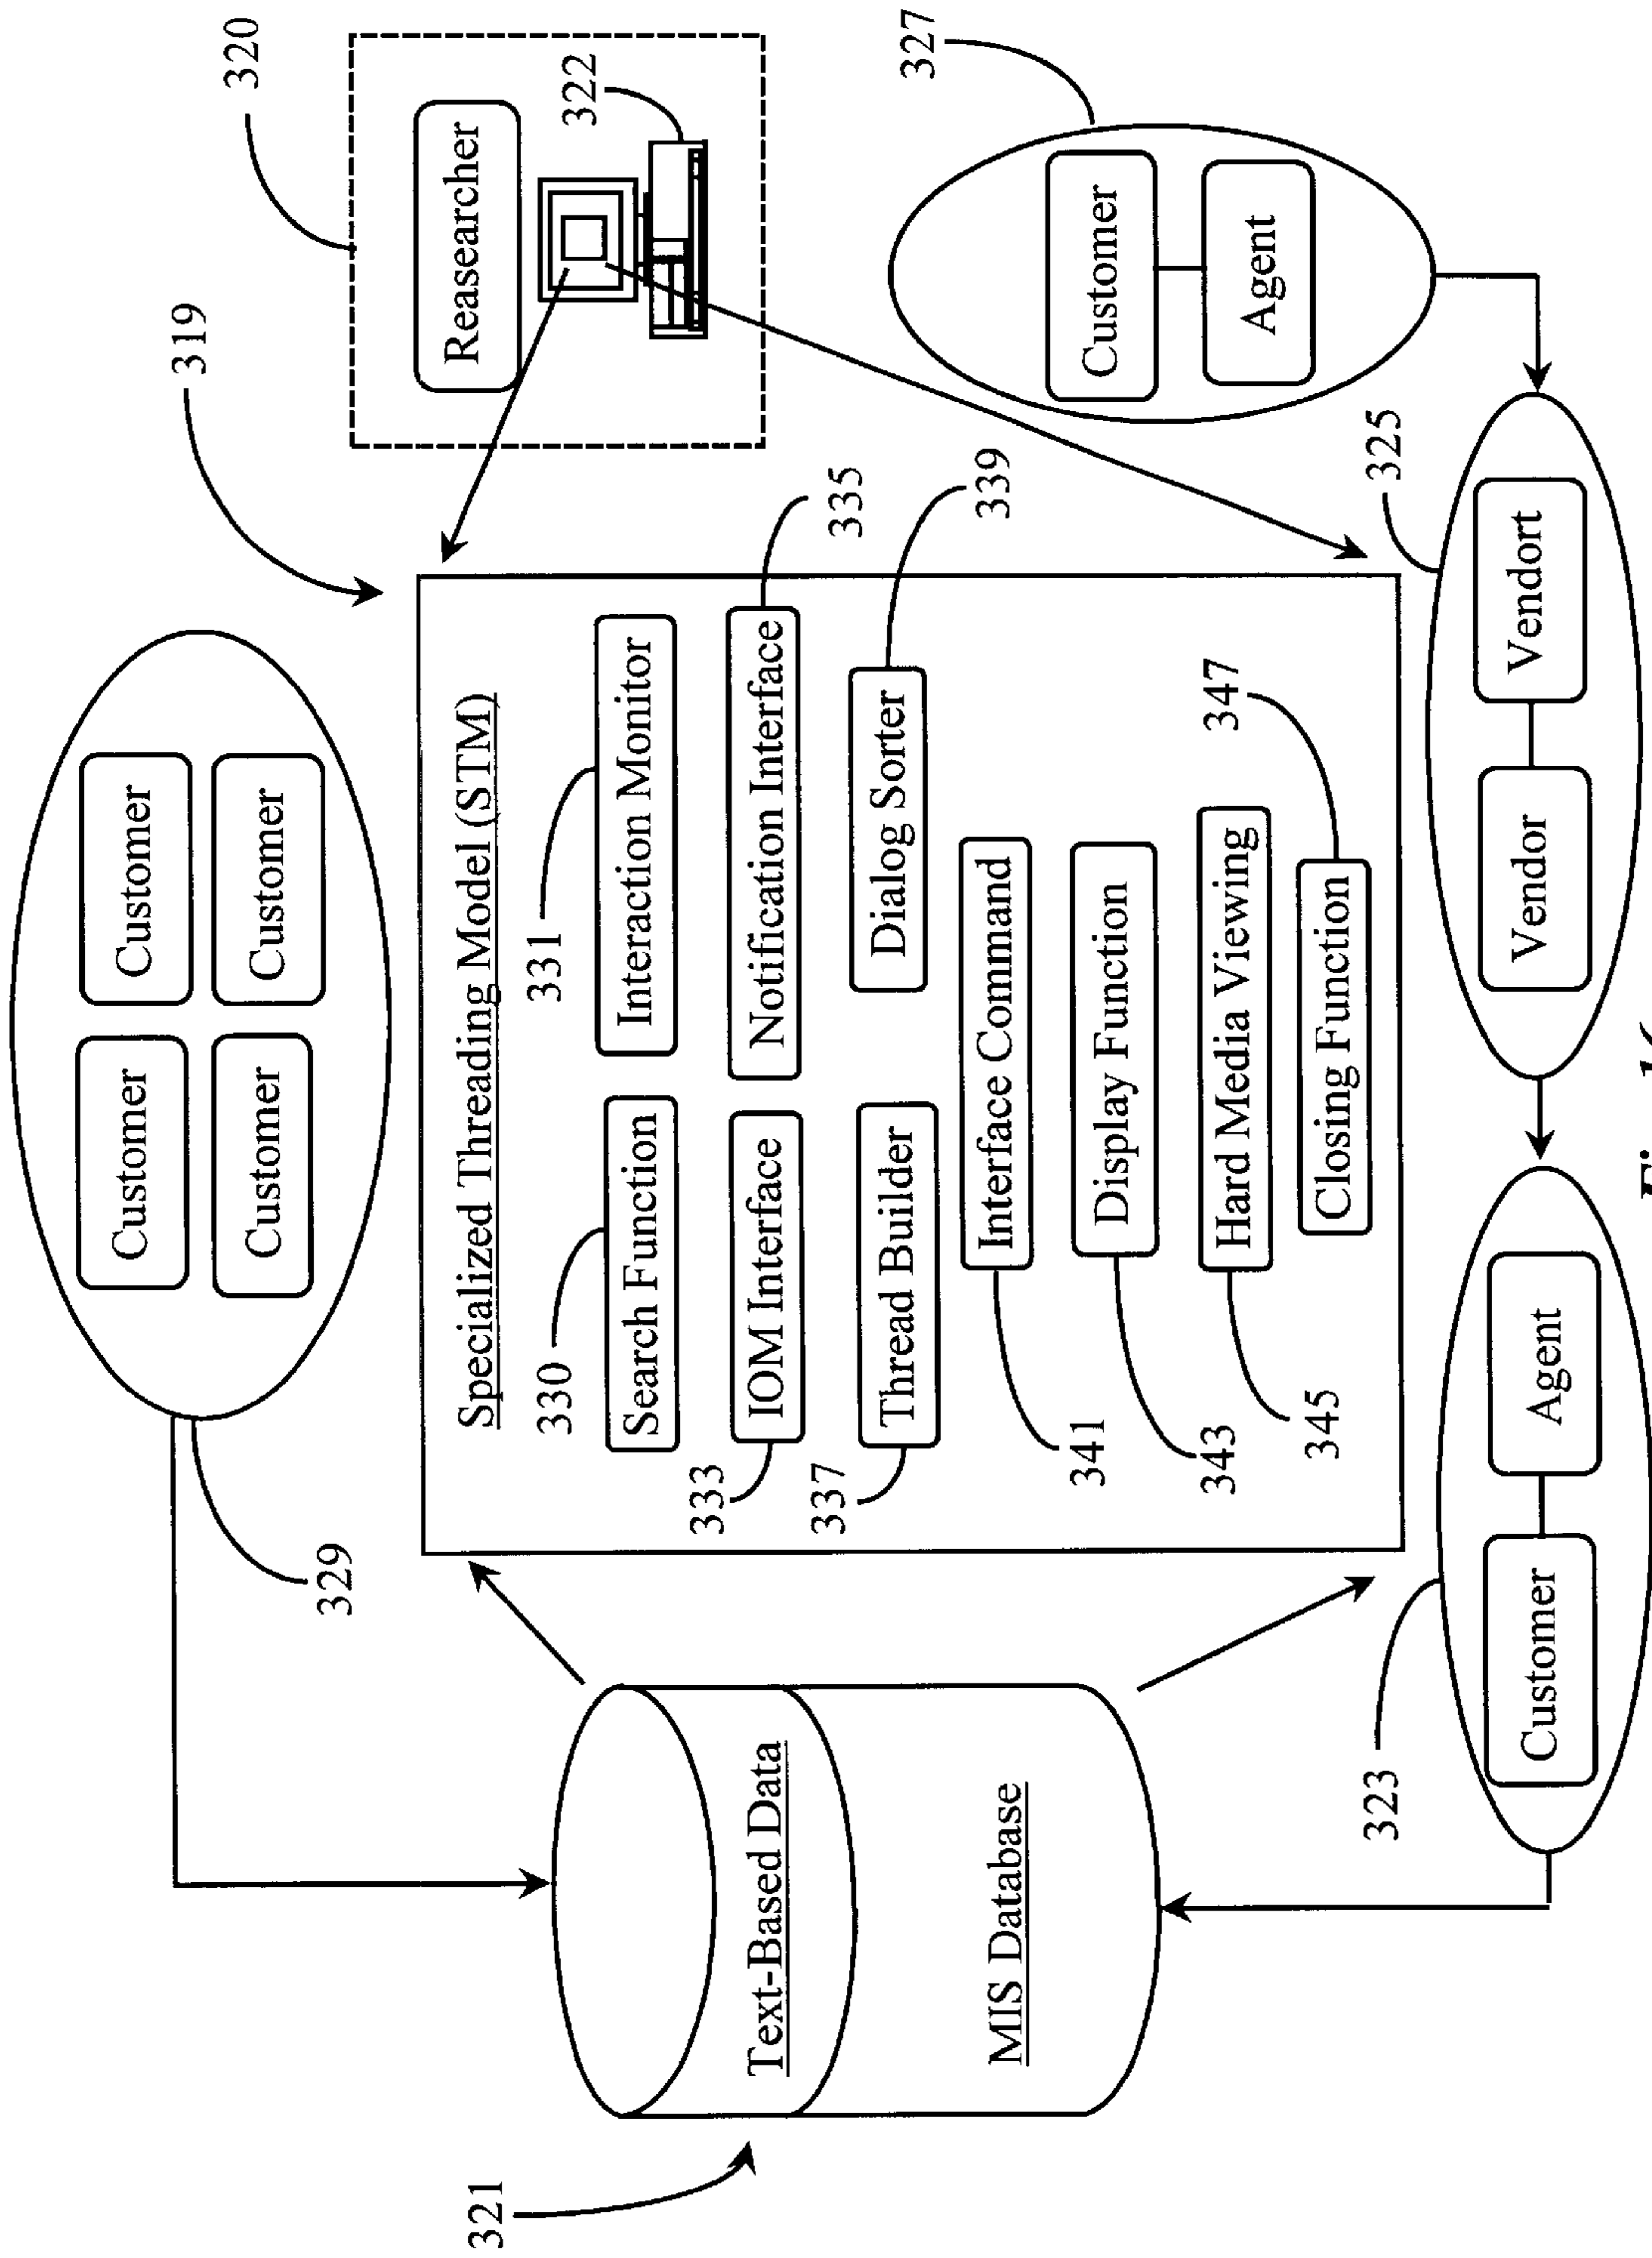 319
320
Customer
Customer
Customer
Customer
329
Reasearcher
322
Specialized Threading Model (STM)
330
331
Search Function
Interaction Monitor
333
IOM Interface
Notification Interface
335
337
Thread Builder
Dialog Sorter
339
341
Interface Command
343
Display Function
345
Hard Media Viewing
347
Closing Function
321
Text-Based Data
MIS Database
327
Customer
Agent
323
Customer
Agent
325
Vendor
Vendort